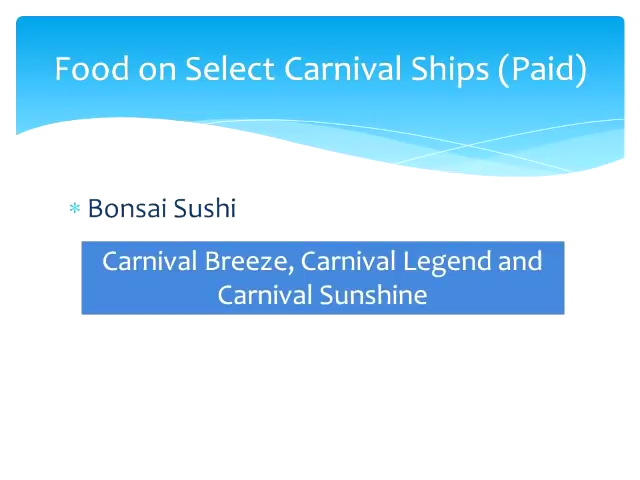 Food on Select Carnival Ships (Paid)
* Bonsai Sushi
Carnival Breeze, Carnival Legend and
Carnival Sunshine